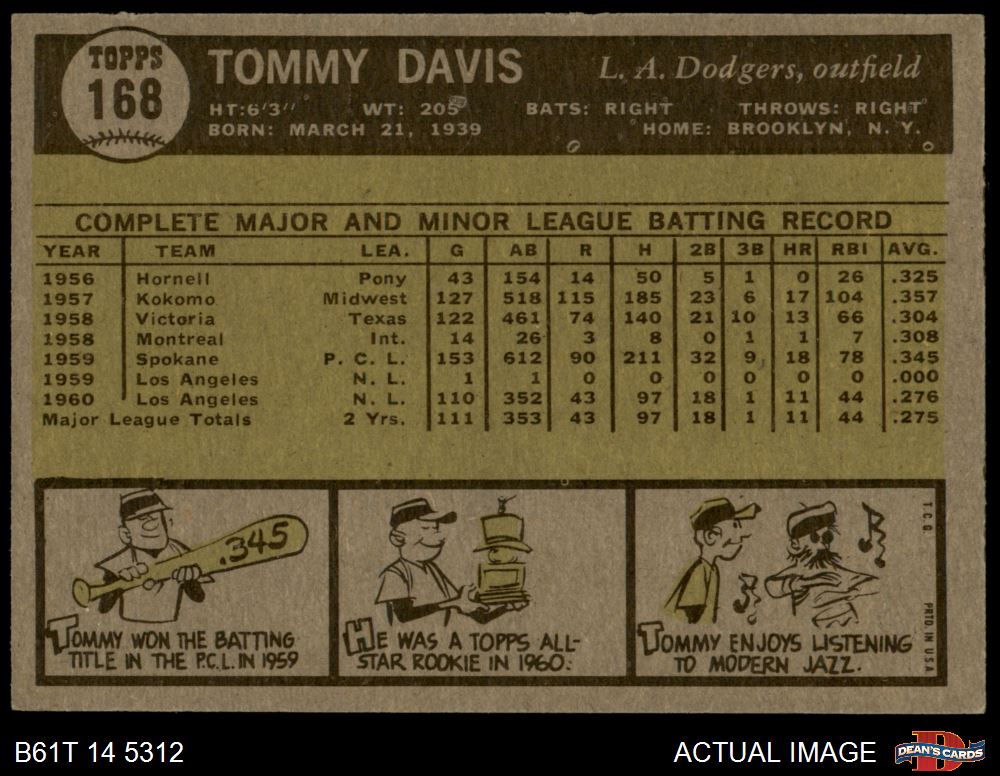 TOPPS
168
TOMMY DAVIS
L. A. Dodgers, outfield
HT:6'3" WT: 205 BATS: RIGHT THROWS: RIGHT
BORN: MARCH 21, 1939 HOME: BROOKLYN, N. Y.
COMPLETE MAJOR AND MINOR LEAGUE BATTING RECORD
YEAR TEAM LEA. G AB R H 2B 3B HR RBI AVG.
1956 Hornell Pony 43 154 14 50 5 1 0 26 .325
1957 Kokomo Midwest 127 518 115 185 23 6 17 104 .357
1958 Victoria Texas 122 461 74 140 21 10 13 66 .304
1958 Montreal Int. 14 26 3 8 0 1 1 7 .308
1959 Spokane P. C. L. 153 612 90 211 32 9 18 78 .345
1959 Los Angeles N. L. 1 1 0 0 0 0 0 0 .000
1960 Los Angeles N. L. 110 352 43 97 18 1 11 44 .276
Major League Totals 2 Yrs. 111 353 43 97 18 1 11 44 .275
.345
TOMMY WON THE BATTING
TITLE IN THE P.C.L. IN 1959
HE WAS A TOPPS ALL-
STAR ROOKIE IN 1960.
TOMMY ENJOYS LISTENING
TO MODERN JAZZ.
T.C.G. PRTD IN U.S.A.
B61T 14 5312
ACTUAL IMAGE
D
DEAN'S CARDS